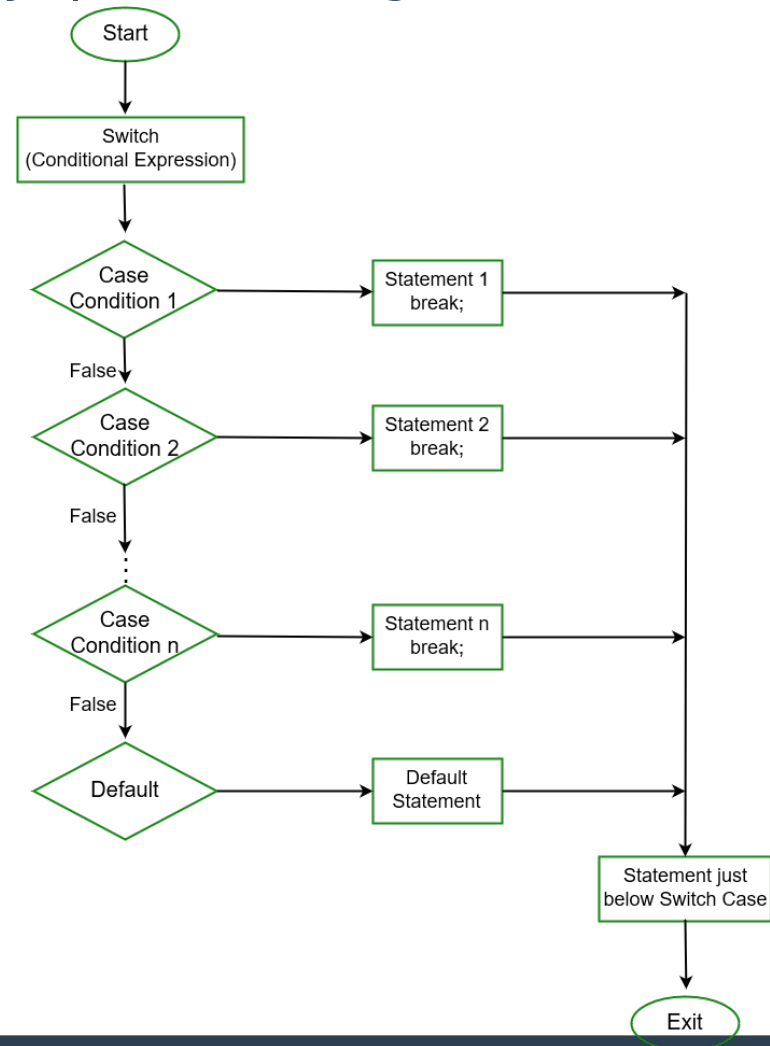 Start
Switch
(Conditional Expression)
Case
Condition 1
Statement 1
break;
False
Case
Condition 2
Statement 2
break;
False
Case
Condition n
Statement n
break;
False
Default
Default
Statement
Statement just
below Switch Case
Exit